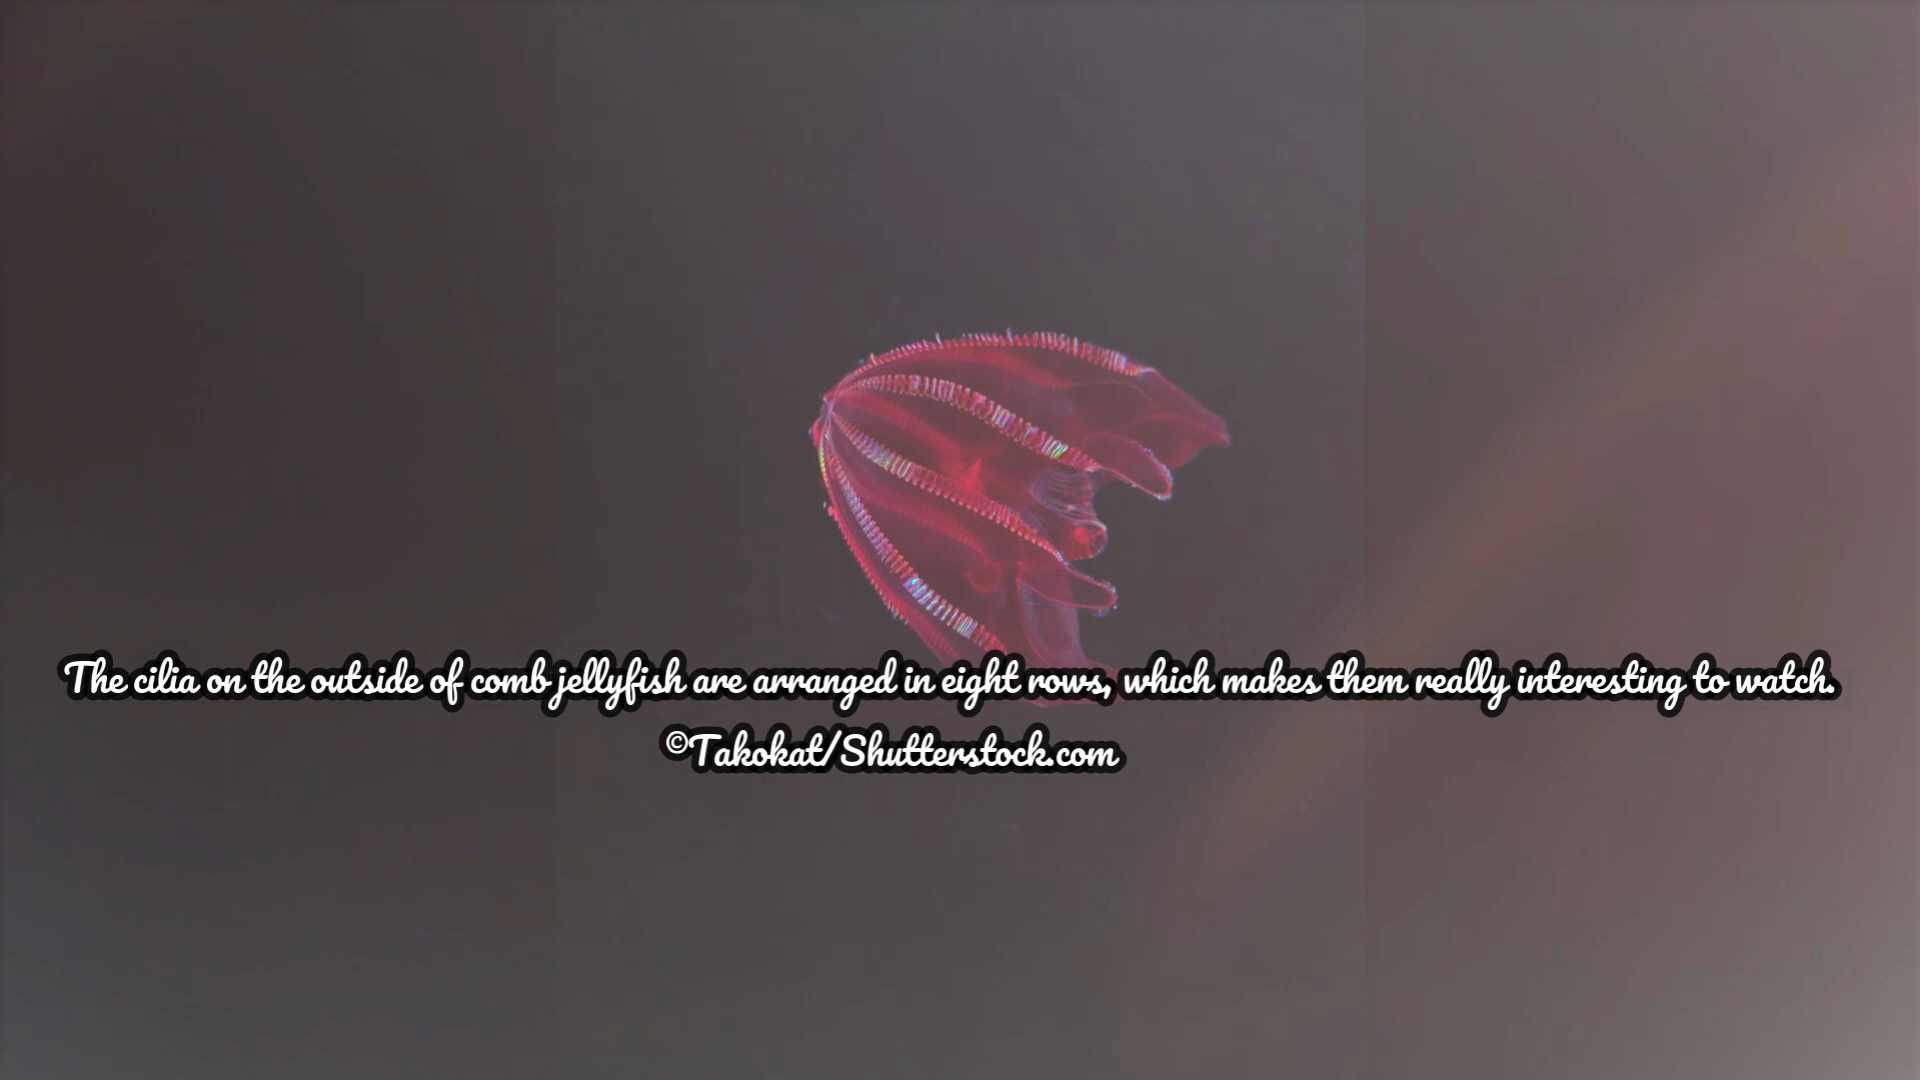 The cilia on the outside of comb jellyfish are arranged in eight rows, which makes them really interesting to watch.
©Takokat/Shutterstock.com